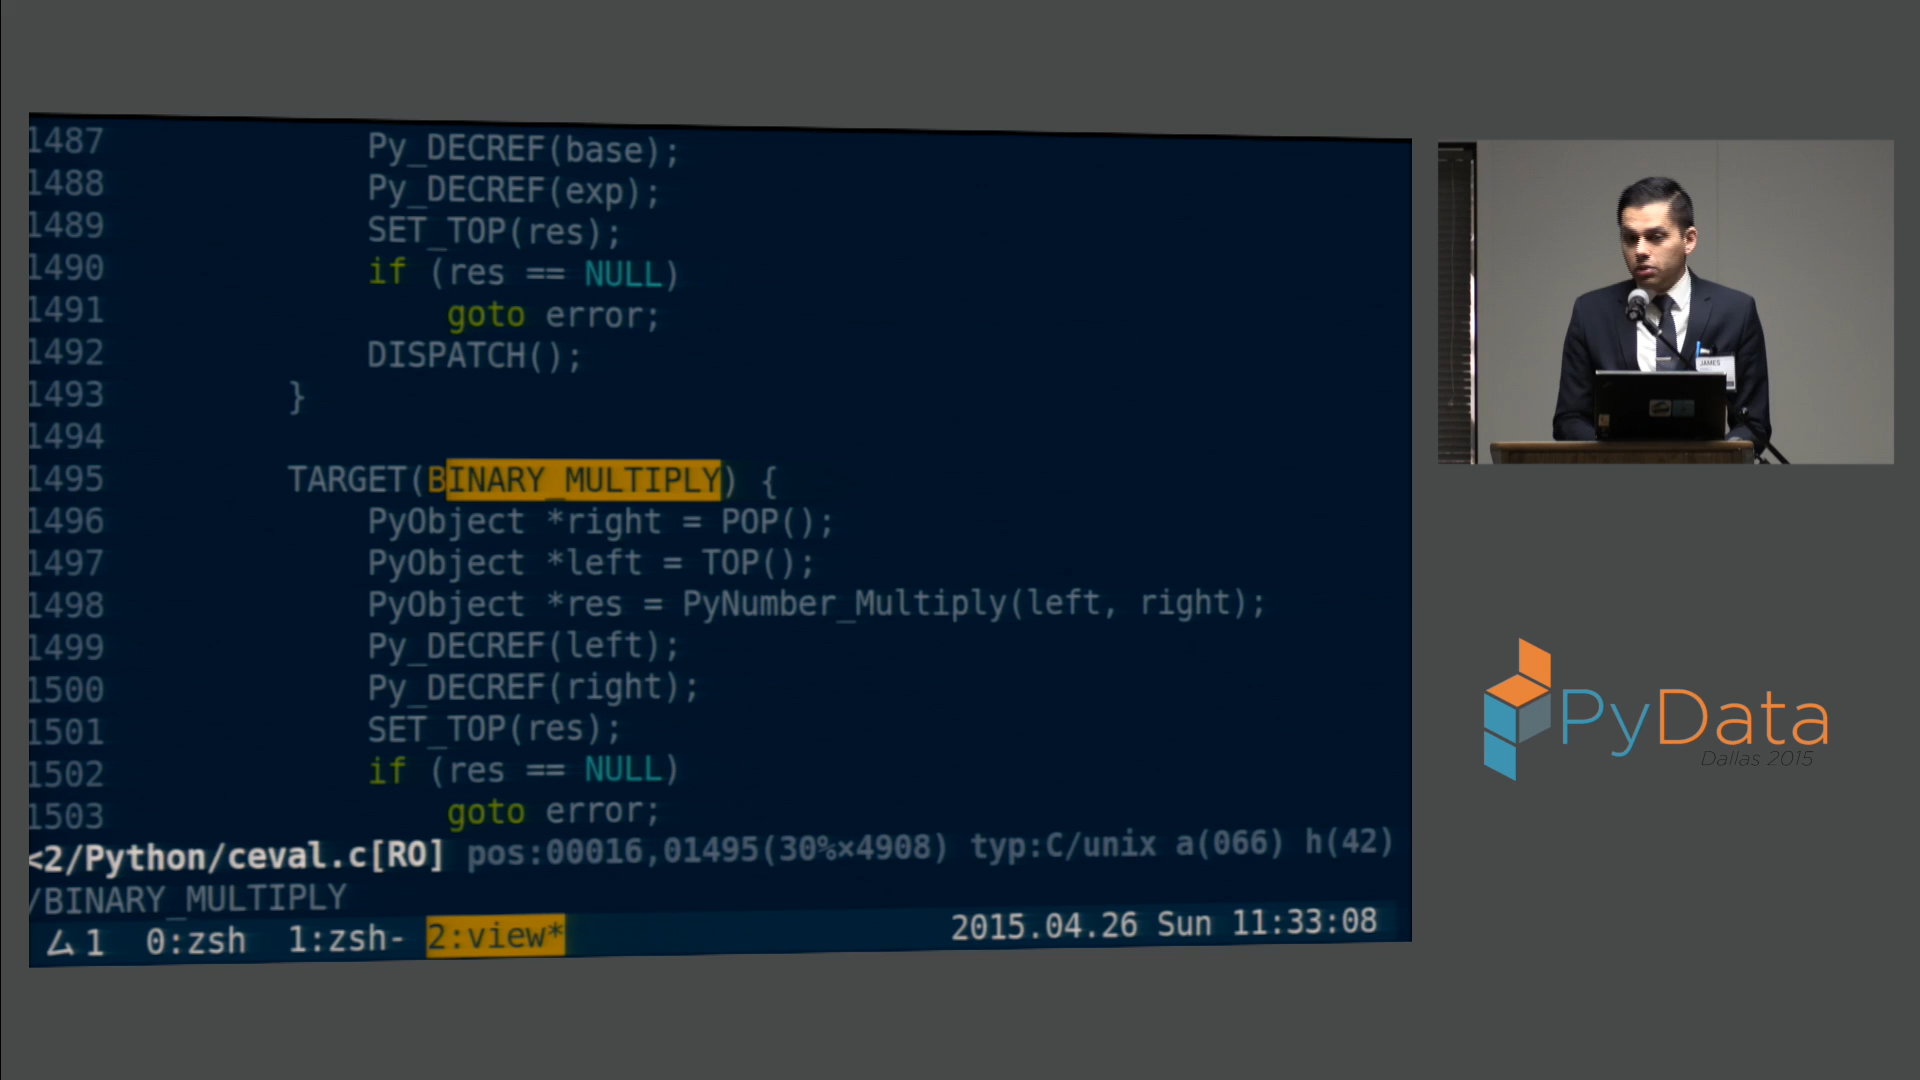 1487 Py_DECREF(base);
1488 Py_DECREF(exp);
1489 SET_TOP(res);
1490 if (res == NULL)
1491 goto error;
1492 DISPATCH();
1493 }
1494
1495 TARGET(BINARY_MULTIPLY) {
1496 PyObject *right = POP();
1497 PyObject *left = TOP();
1498 PyObject *res = PyNumber_Multiply(left, right);
1499 Py_DECREF(left);
1500 Py_DECREF(right);
1501 SET_TOP(res);
1502 if (res == NULL)
1503 goto error;
<2/Python/ceval.c[RO] pos:00016,01495(30%×4908) typ:C/unix a(066) h(42)
/BINARY_MULTIPLY
ム1 0:zsh 1:zsh- 2:view* 2015.04.26 Sun 11:33:08
JAMES
PyData
Dallas 2015